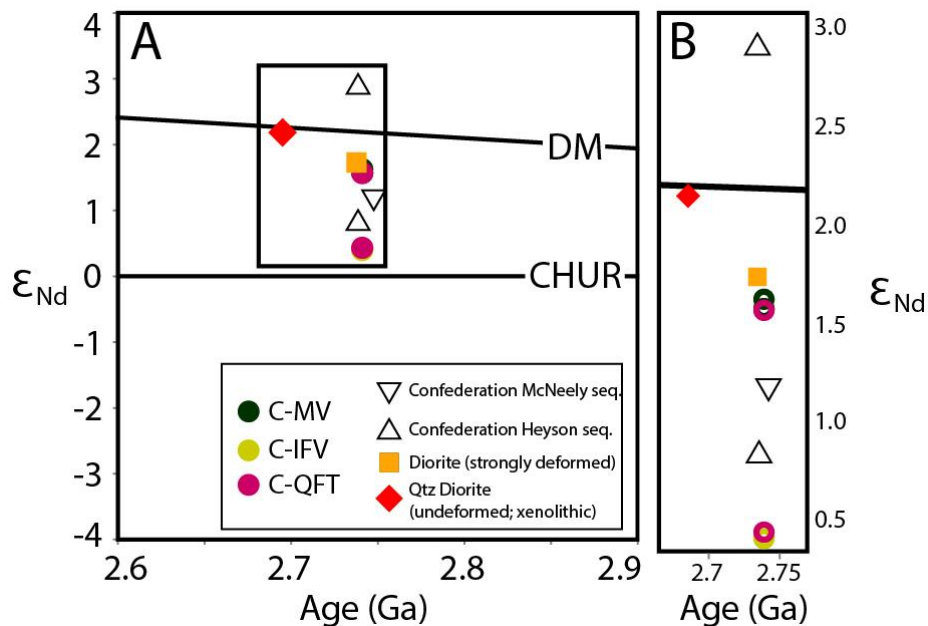 A
B
4
3
2
1
0
-1
-2
-3
-4
εNd
DM
CHUR
C-MV
C-IFV
C-QFT
Confederation McNeely seq.
Confederation Heyson seq.
Diorite (strongly deformed)
Qtz Diorite
(undeformed; xenolithic)
2.6
2.7
2.8
2.9
Age (Ga)
3.0
2.5
2.0
1.5
1.0
0.5
εNd
2.7
2.75
Age (Ga)